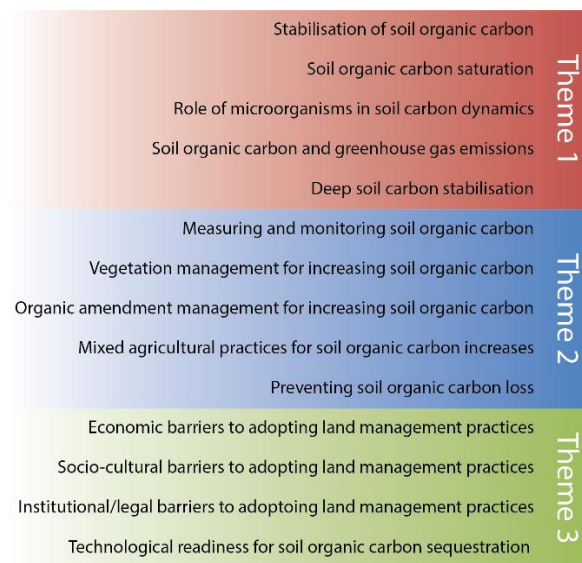 Stabilisation of soil organic carbon
Soil organic carbon saturation
Role of microorganisms in soil carbon dynamics
Soil organic carbon and greenhouse gas emissions
Deep soil carbon stabilisation
Theme 1
Measuring and monitoring soil organic carbon
Vegetation management for increasing soil organic carbon
Organic amendment management for increasing soil organic carbon
Mixed agricultural practices for soil organic carbon increases
Preventing soil organic carbon loss
Theme 2
Economic barriers to adopting land management practices
Socio-cultural barriers to adopting land management practices
Institutional/legal barriers to adoptoing land management practices
Technological readiness for soil organic carbon sequestration
Theme 3